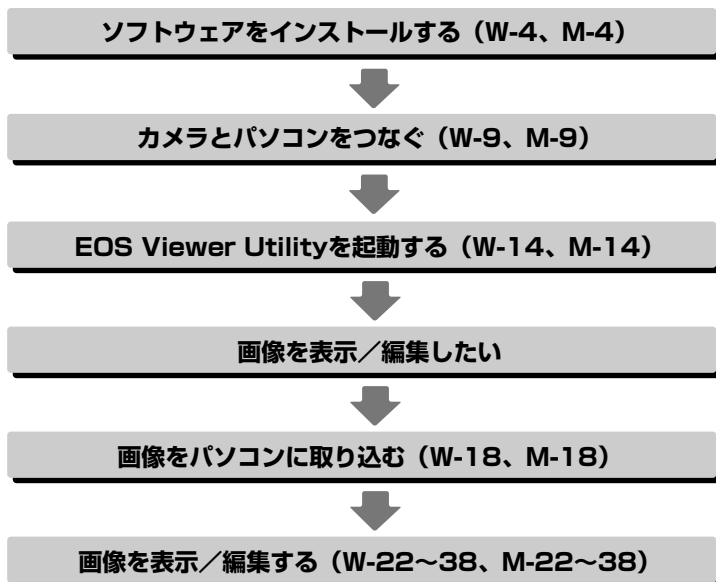 ソフトウェアをインストールする（W-4、M-4）
カメラとパソコンをつなぐ（W-9、M-9）
EOS Viewer Utilityを起動する（W-14、M-14）
画像を表示／編集したい
画像をパソコンに取り込む（W-18、M-18）
画像を表示／編集する（W-22～38、M-22～38）